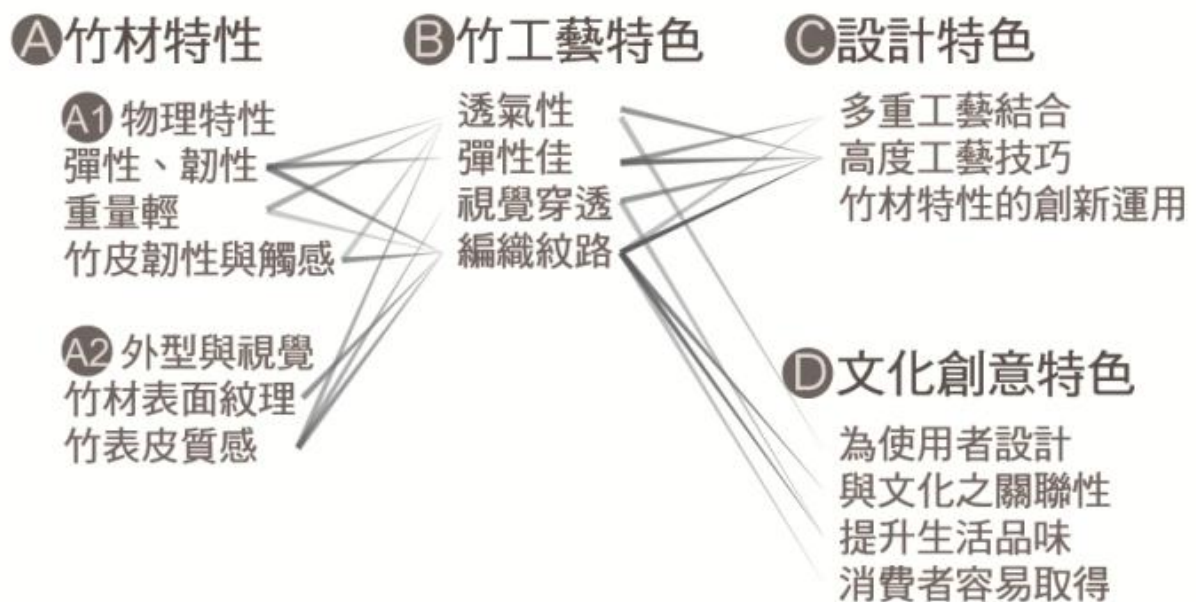 A 竹材特性
A1 物理特性
彈性、韌性
重量輕
竹皮韌性與觸感
A2 外型與視覺
竹材表面紋理
竹表皮質感
B 竹工藝特色
透氣性
彈性佳
視覺穿透
編織紋路
C 設計特色
多重工藝結合
高度工藝技巧
竹材特性的創新運用
D 文化創意特色
為使用者設計
與文化之關聯性
提升生活品味
消費者容易取得